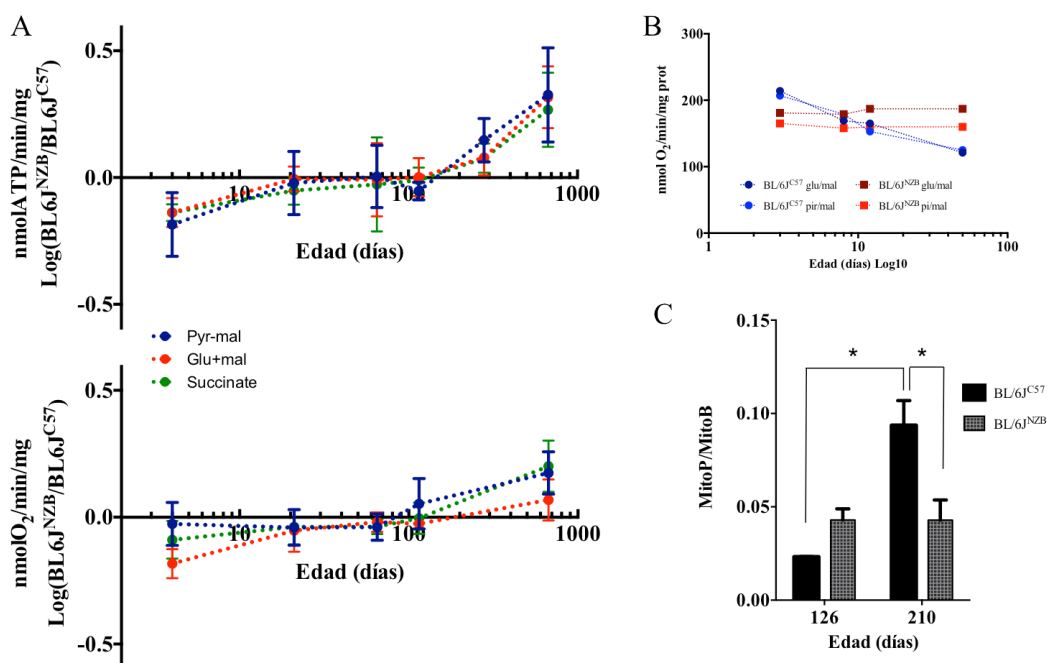 A
nmolATP/min/mg
Log(BL6J^NZB/BL6J^C57)
0.5
0.0
-0.5
10
100
1000
Edad (días)
Pyr-mal
Glu+mal
Succinate
nmolO₂/min/mg
Log(BL6J^NZB/BL6J^C57)
0.5
0.0
-0.5
10
100
1000
Edad (días)
B
nmol O₂/min/mg prot
300
200
100
0
BL/6J^C57 glu/mal
BL/6J^NZB glu/mal
BL/6J^C57 pir/mal
BL/6J^NZB pi/mal
1
10
100
Edad (días) Log10
C
MitoP/MitoB
0.15
0.10
0.05
0.00
*
*
BL/6J^C57
BL/6J^NZB
126
210
Edad (días)